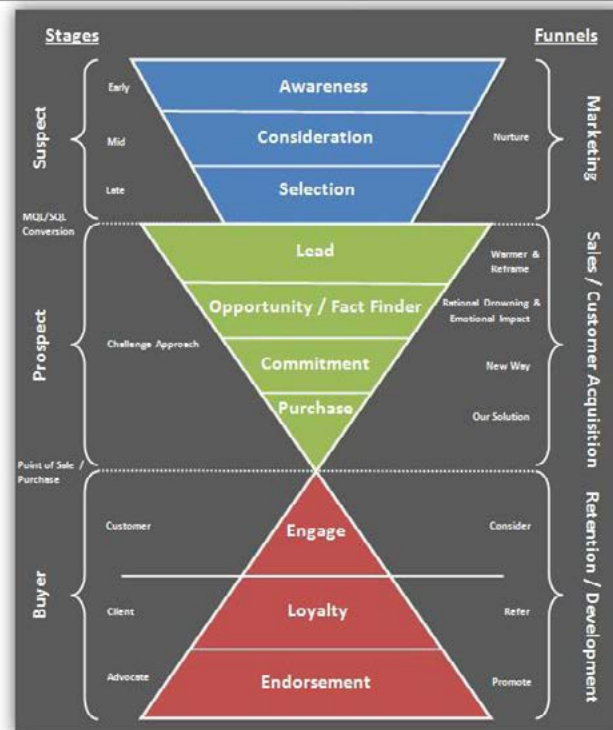 Stages
Funnels
Suspect
Early
Awareness
Mid
Consideration
Nurture
Late
Selection
Marketing
MQL/SQL
Conversion
Prospect
Lead
Warmer &
Reframe
Opportunity / Fact Finder
Rational Drowning &
Emotional Impact
Challenge Approach
Commitment
New Way
Purchase
Our Solution
Sales / Customer Acquisition
Point of Sale /
Purchase
Buyer
Customer
Engage
Consider
Client
Loyalty
Refer
Advocate
Endorsement
Promote
Retention / Development